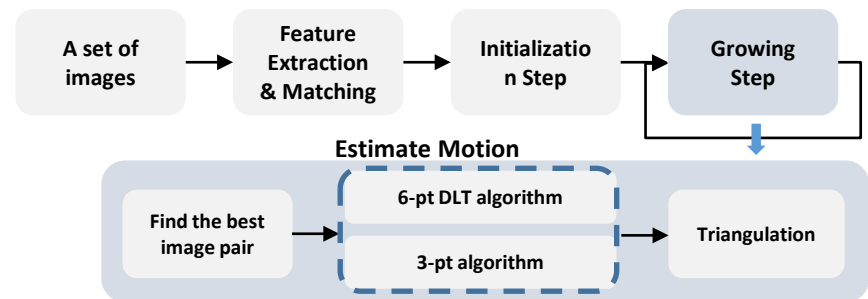 A set of
images
Feature
Extraction
& Matching
Initializatio
n Step
Growing
Step
Estimate Motion
Find the best
image pair
6-pt DLT algorithm
3-pt algorithm
Triangulation